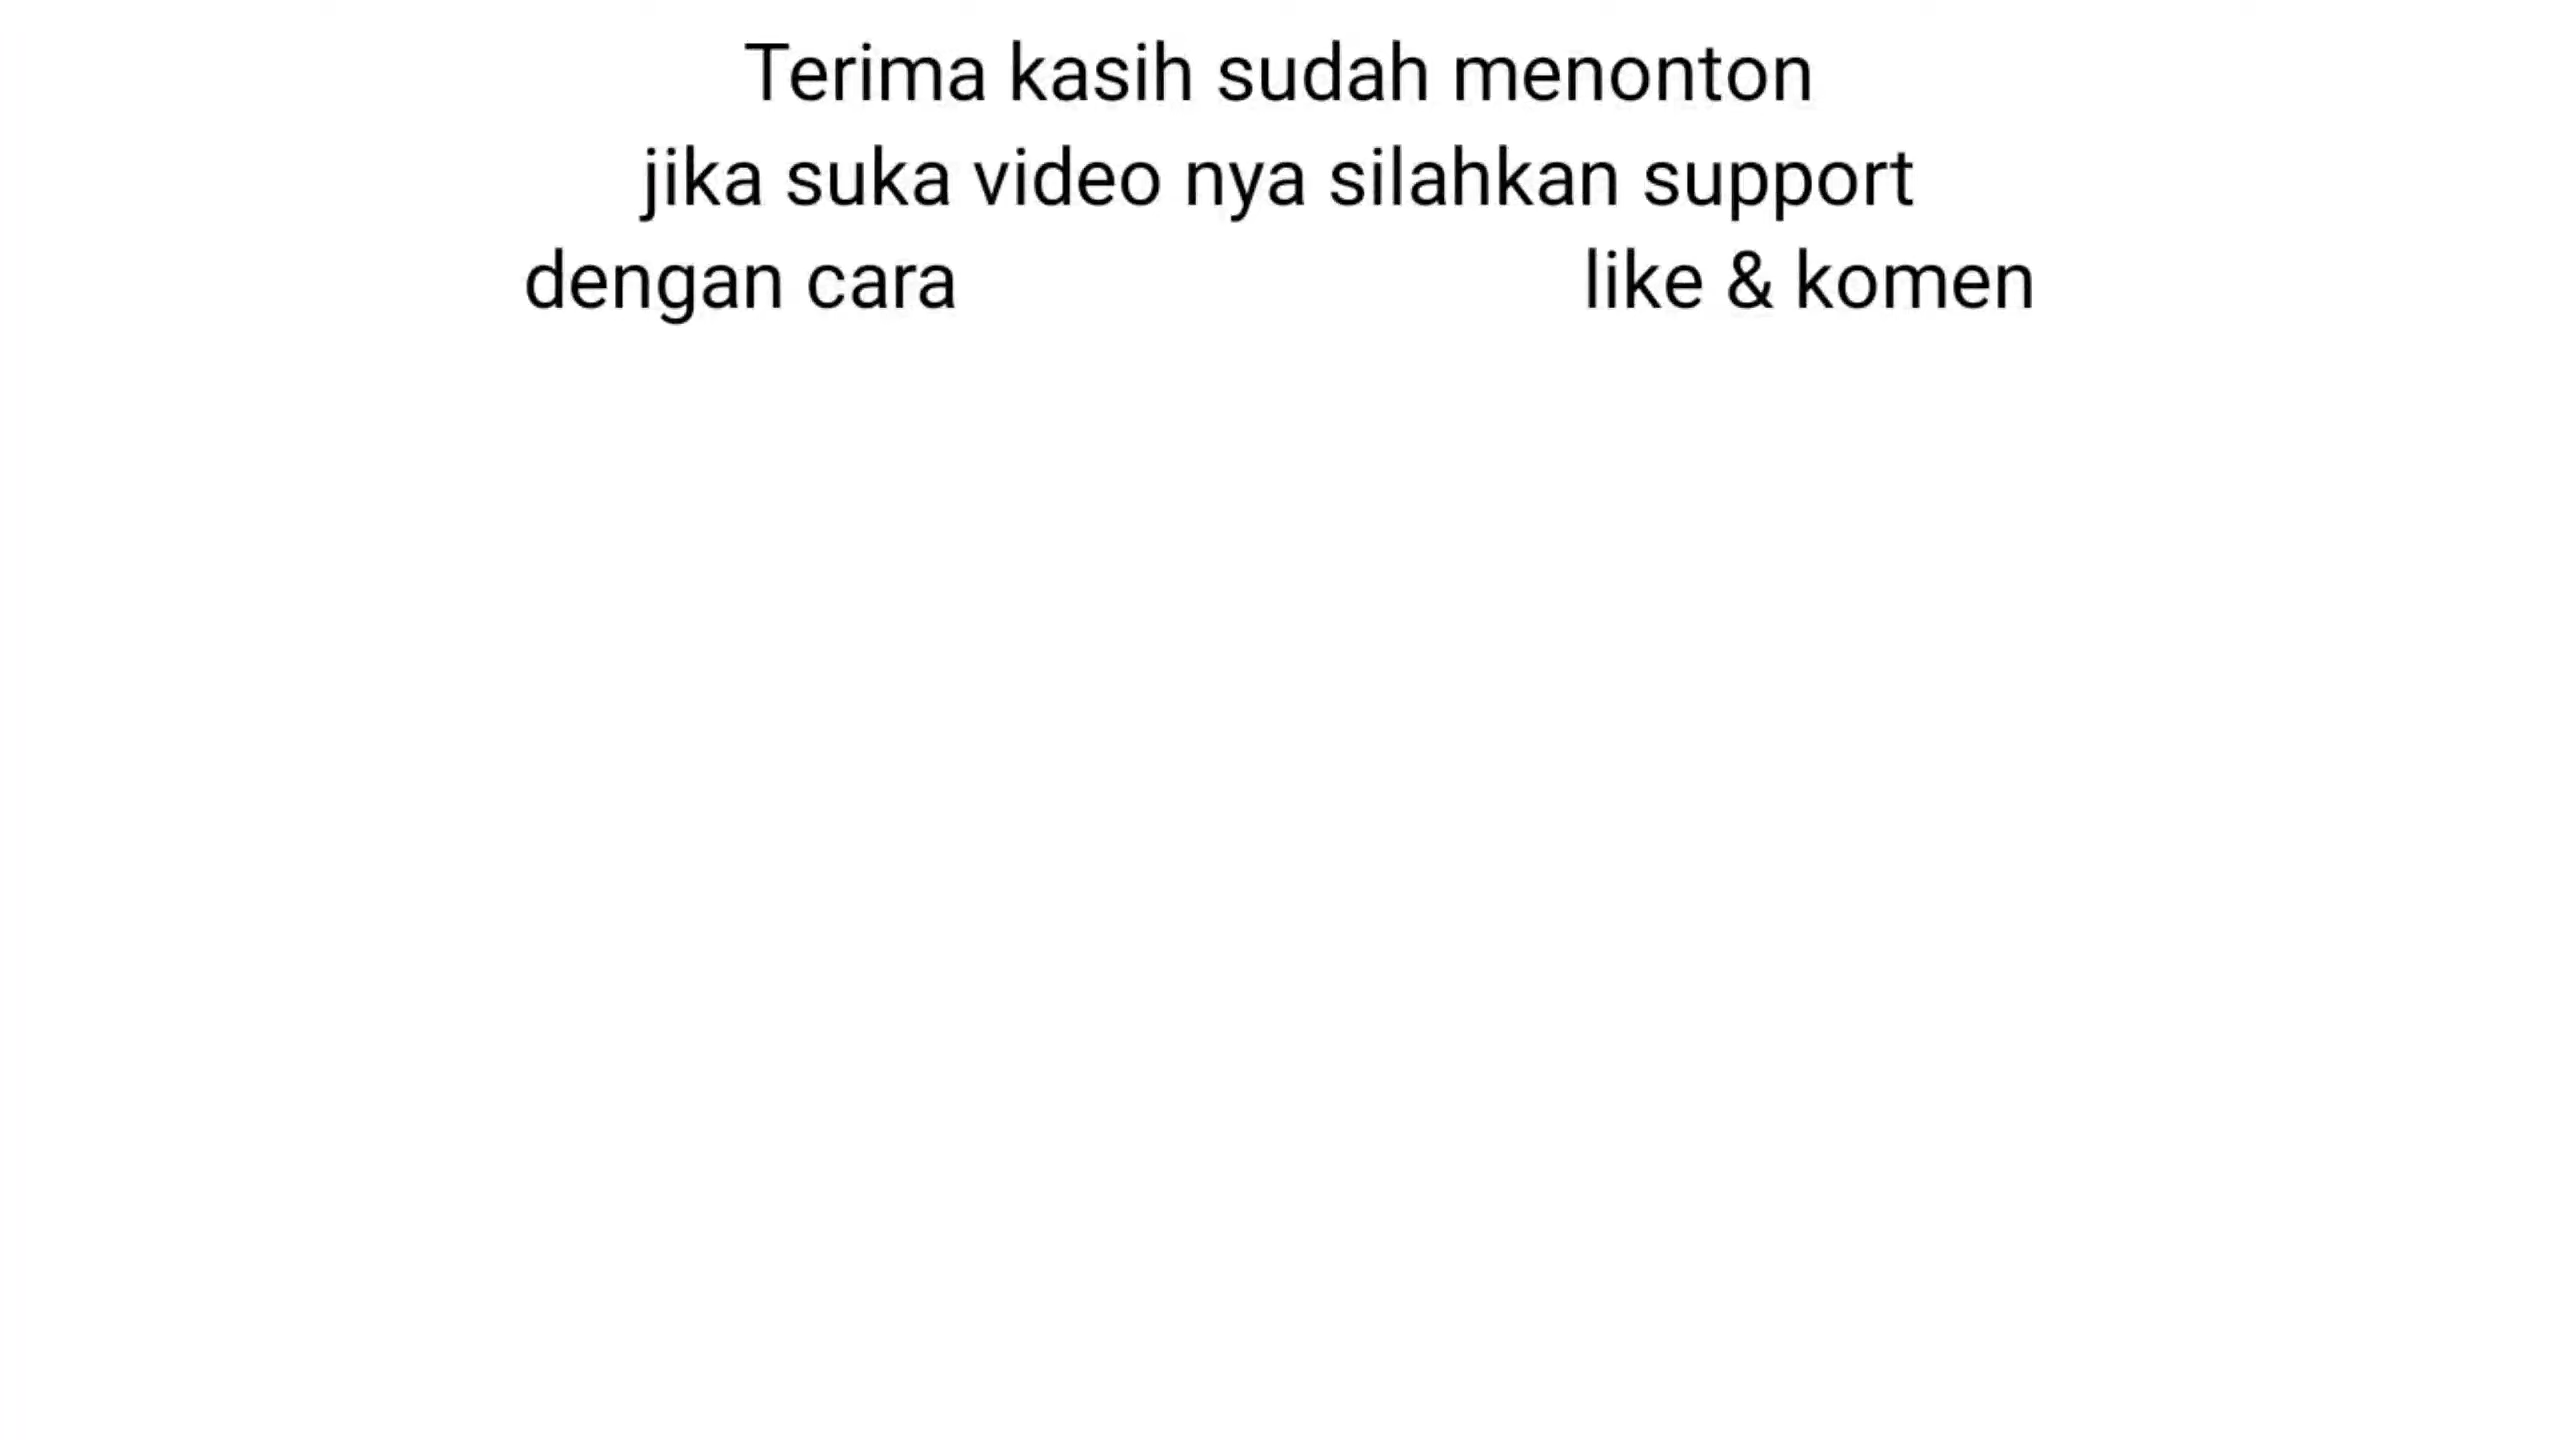 Terima kasih sudah menonton
jika suka video nya silahkan support
dengan cara like & komen